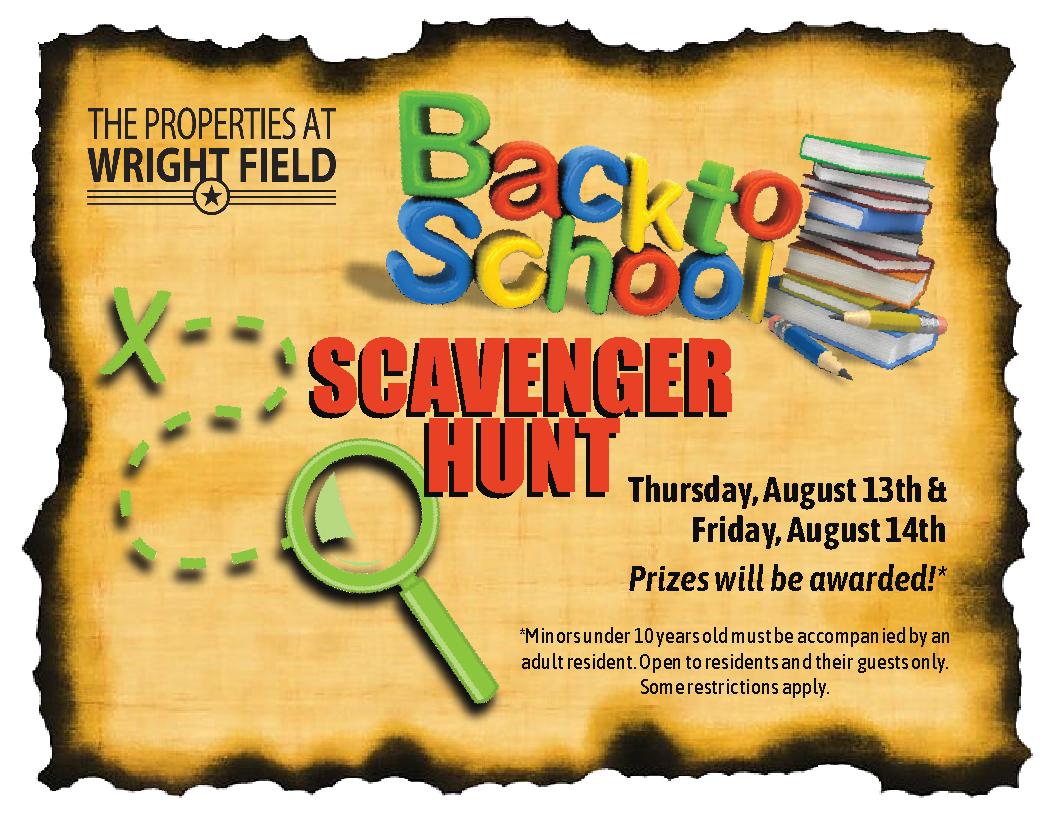 THE PROPERTIES AT
WRIGHT FIELD
Back to
School
X
SCAVENGER
HUNT
Thursday, August 13th &
Friday, August 14th
Prizes will be awarded!*
*Minors under 10 years old must be accompanied by an
adult resident. Open to residents and their guests only.
Some restrictions apply.